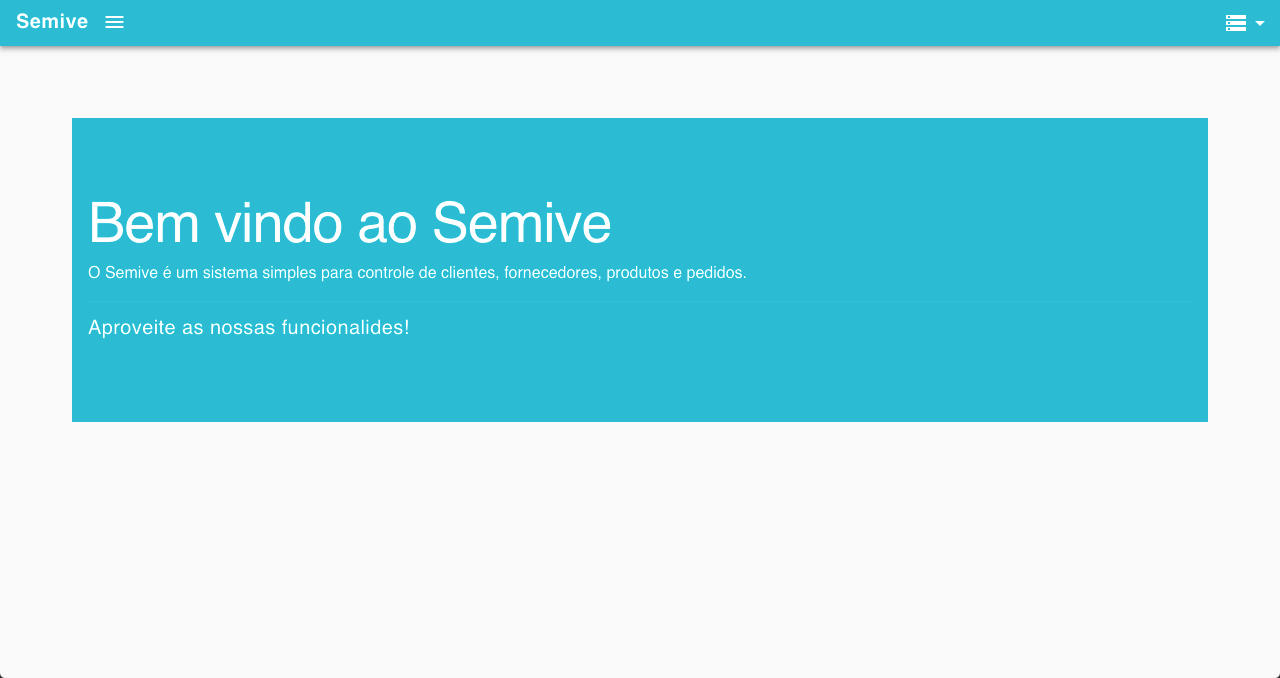 Semive
Bem vindo ao Semive
O Semive é um sistema simples para controle de clientes, fornecedores, produtos e pedidos.
Aproveite as nossas funcionalides!